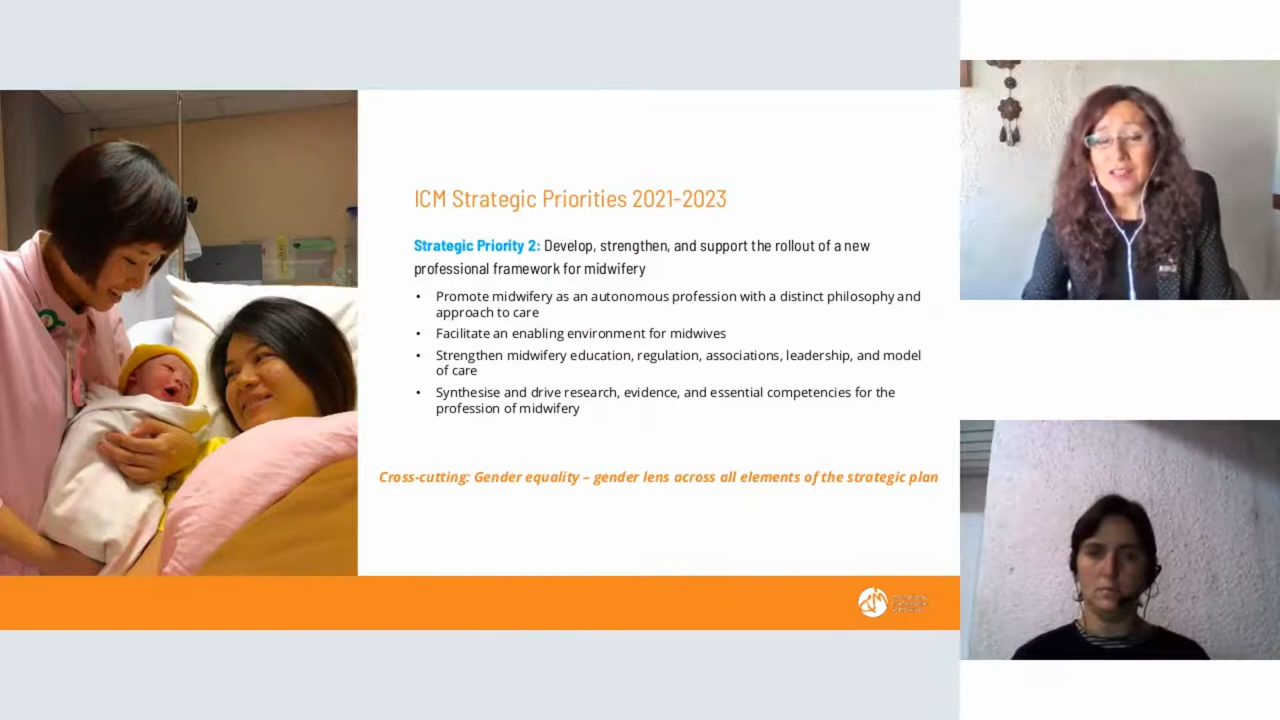 ICM Strategic Priorities 2021-2023
Strategic Priority 2: Develop, strengthen, and support the rollout of a new
professional framework for midwifery
• Promote midwifery as an autonomous profession with a distinct philosophy and
approach to care
• Facilitate an enabling environment for midwives
• Strengthen midwifery education, regulation, associations, leadership, and model
of care
• Synthesise and drive research, evidence, and essential competencies for the
profession of midwifery
Cross-cutting: Gender equality – gender lens across all elements of the strategic plan